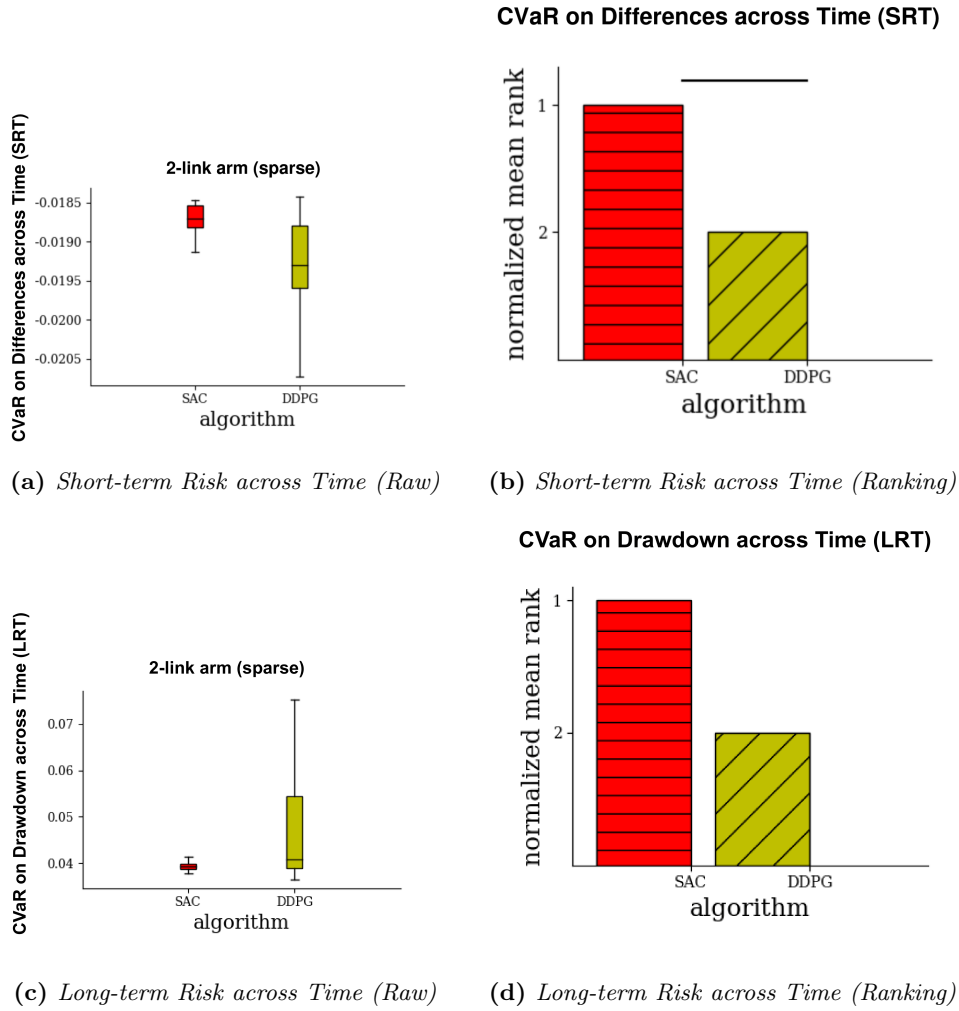 CVaR on Differences across Time (SRT)
2-link arm (sparse)
-0.0185
-0.0190
-0.0195
-0.0200
-0.0205
SAC
DDPG
algorithm
(a) Short-term Risk across Time (Raw)
CVaR on Differences across Time (SRT)
normalized mean rank
1
2
SAC
DDPG
algorithm
(b) Short-term Risk across Time (Ranking)
CVaR on Drawdown across Time (LRT)
2-link arm (sparse)
0.07
0.06
0.05
0.04
SAC
DDPG
algorithm
(c) Long-term Risk across Time (Raw)
CVaR on Drawdown across Time (LRT)
normalized mean rank
1
2
SAC
DDPG
algorithm
(d) Long-term Risk across Time (Ranking)